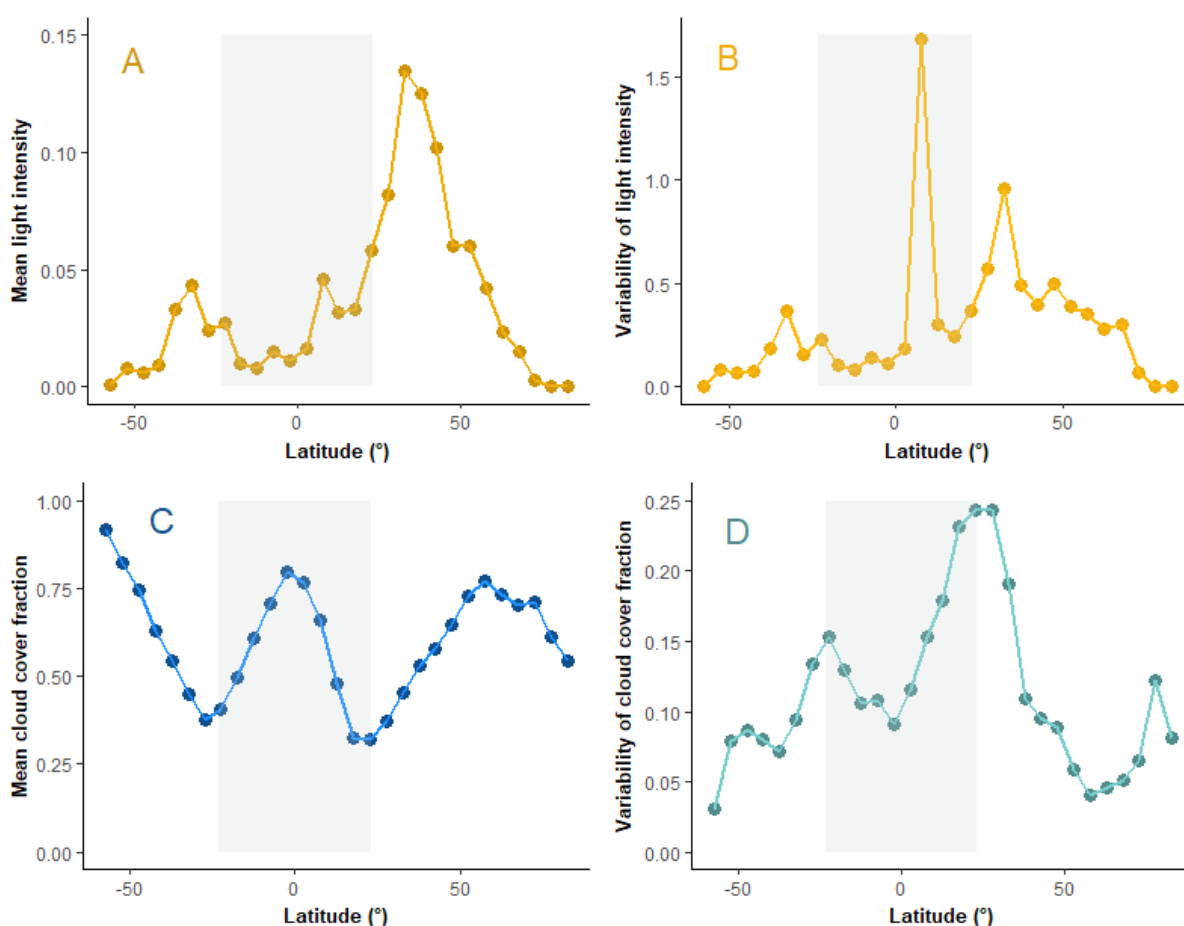 A
Mean light intensity
0.15
0.10
0.05
0.00
-50
0
50
Latitude (°)
B
Variability of light intensity
1.5
1.0
0.5
0.0
-50
0
50
Latitude (°)
C
Mean cloud cover fraction
1.00
0.75
0.50
0.25
0.00
-50
0
50
Latitude (°)
D
Variability of cloud cover fraction
0.25
0.20
0.15
0.10
0.05
0.00
-50
0
50
Latitude (°)